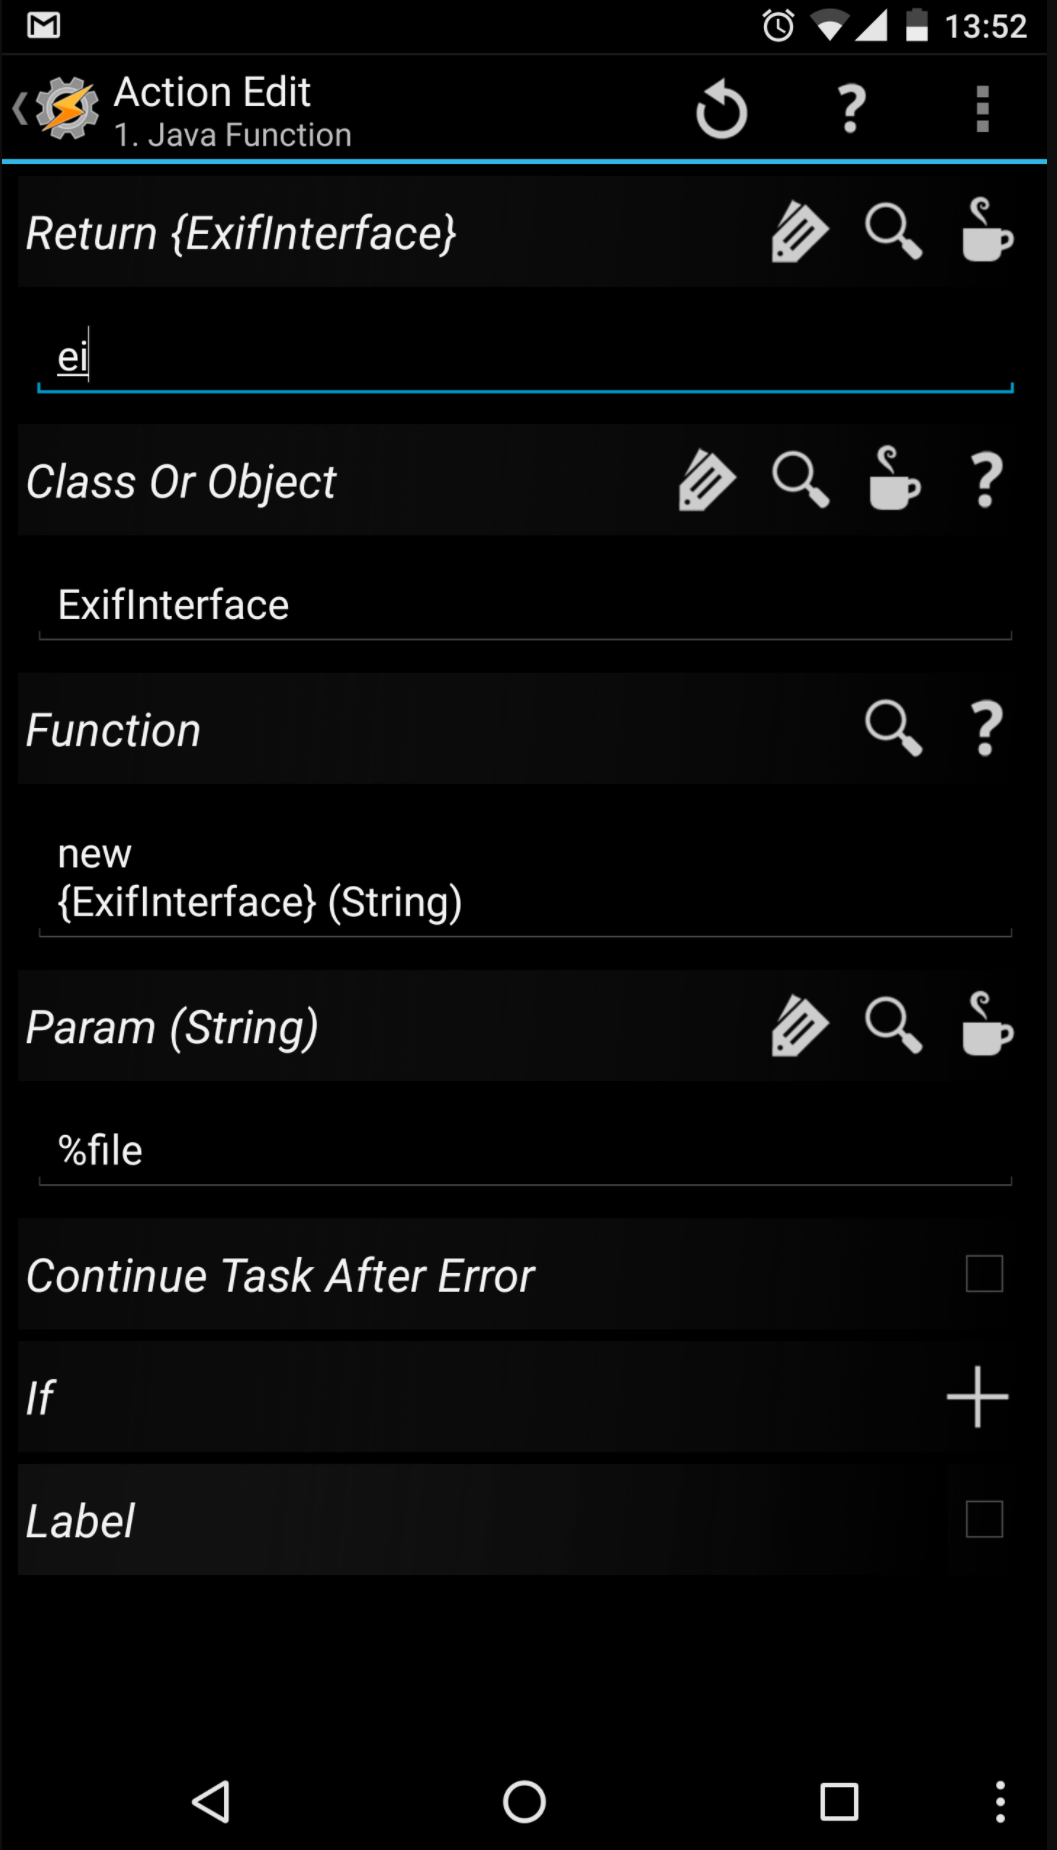 13:52
Action Edit
1. Java Function
Return {ExifInterface}
ei
Class Or Object
ExifInterface
Function
new
{ExifInterface} (String)
Param (String)
%file
Continue Task After Error
If
Label